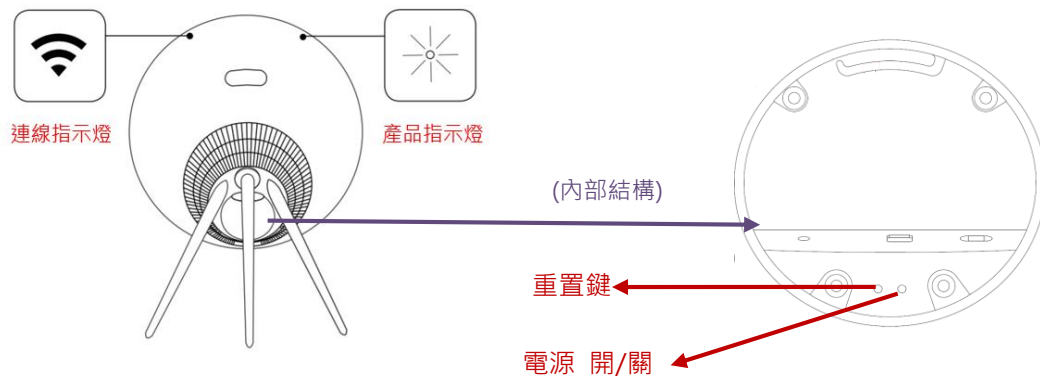 連線指示燈
產品指示燈
(內部結構)
重置鍵
電源 開/關